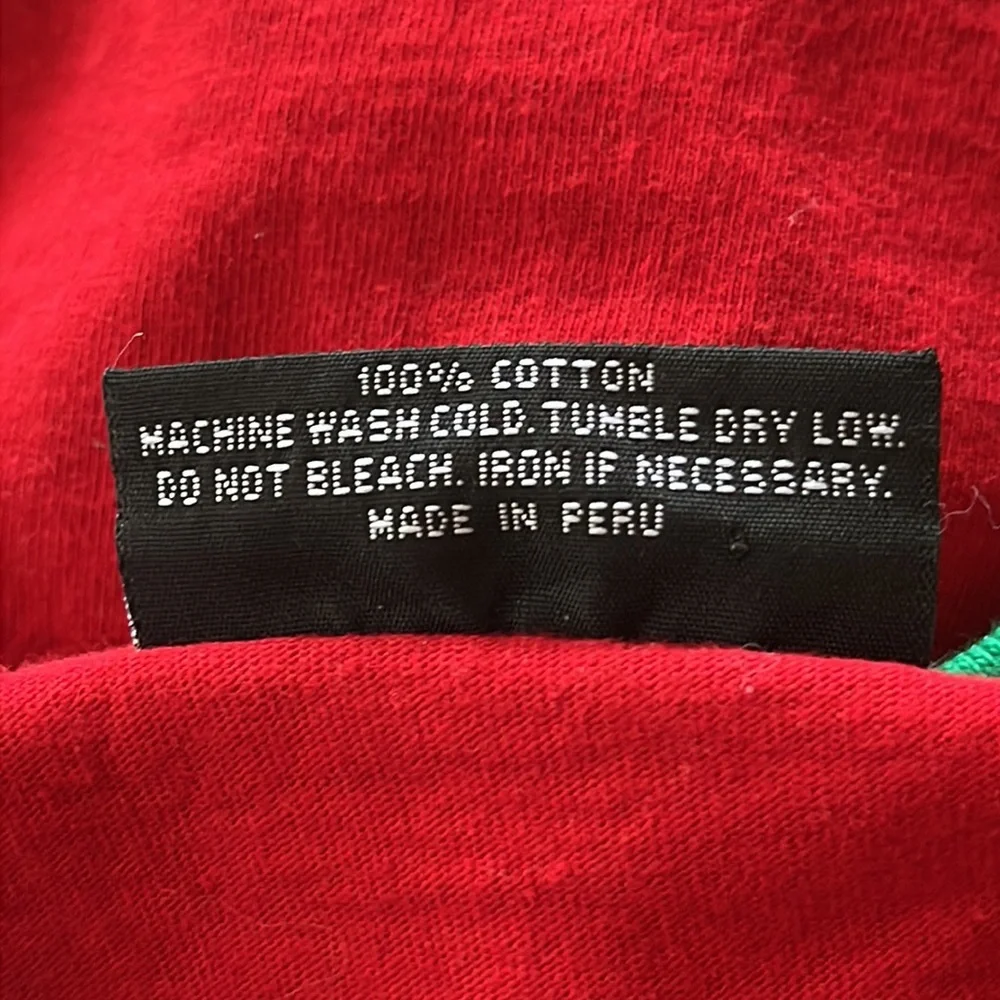 100% COTTON
MACHINE WASH COLD. TUMBLE DRY LOW.
DO NOT BLEACH. IRON IF NECESSARY.
MADE IN PERU